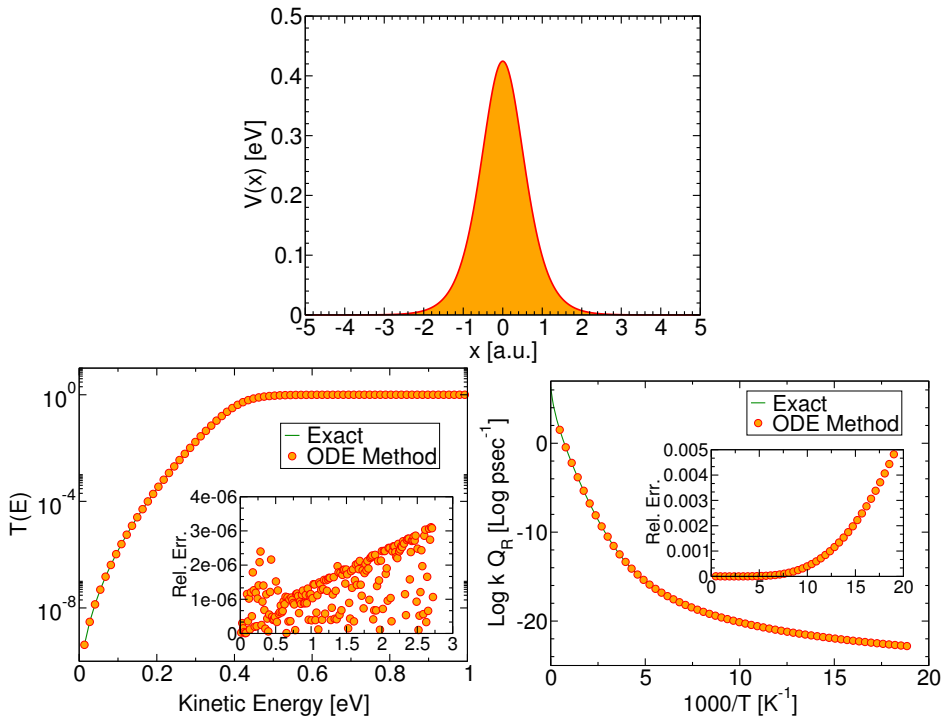 0.5
0.4
0.3
0.2
0.1
0
V(x) [eV]
-5 -4 -3 -2 -1 0 1 2 3 4 5
x [a.u.]
10^0
10^-4
10^-8
T(E)
Exact
ODE Method
4e-06
3e-06
2e-06
1e-06
0
Rel. Err.
0 0.5 1 1.5 2 2.5 3
0 0.2 0.4 0.6 0.8 1
Kinetic Energy [eV]
0
-10
-20
Log k Q_R [Log psec^-1]
Exact
ODE Method
0.005
0.004
0.003
0.002
0.001
0
Rel. Err.
0 5 10 15 20
0 5 10 15 20
1000/T [K^-1]